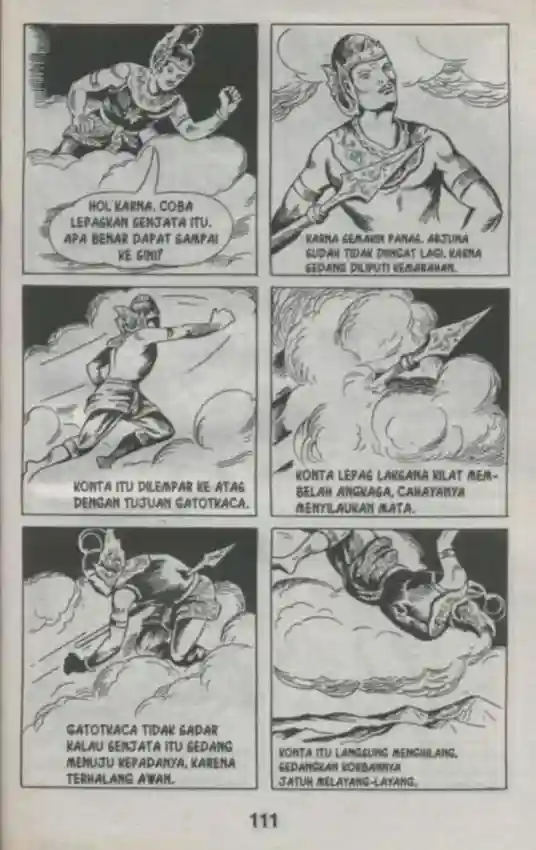 HOI, KARNA. COBA
LEPASKAN SENJATA ITU.
APA BENAR DAPAT SAMPAI
KE SINI?
KARNA SEMAKIN PANAS. ARJUNA
SUDAH TIDAK DIINGAT LAGI. KARNA
SEDANG DILIPUTI KEMARAHAN.
KONTA ITU DILEMPAR KE ATAS
DENGAN TUJUAN GATOTKACA.
KONTA LEPAS LAKSANA KILAT MEM-
BELAH ANGKASA, CAHAYANYA
MENYILAUKAN MATA.
GATOTKACA TIDAK SADAR
KALAU SENJATA ITU SEDANG
MENUJU KEPADANYA, KARENA
TERHALANG AWAN.
KONTA ITU LANGSUNG MENGHILANG,
SEDANGKAN KORBANNYA
JATUH MELAYANG-LAYANG.
111